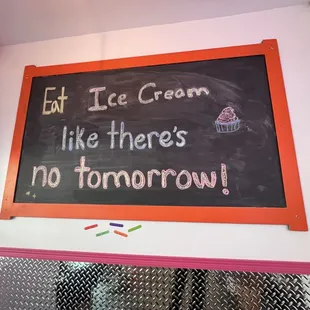 Eat Ice Cream
like there's
no tomorrow!